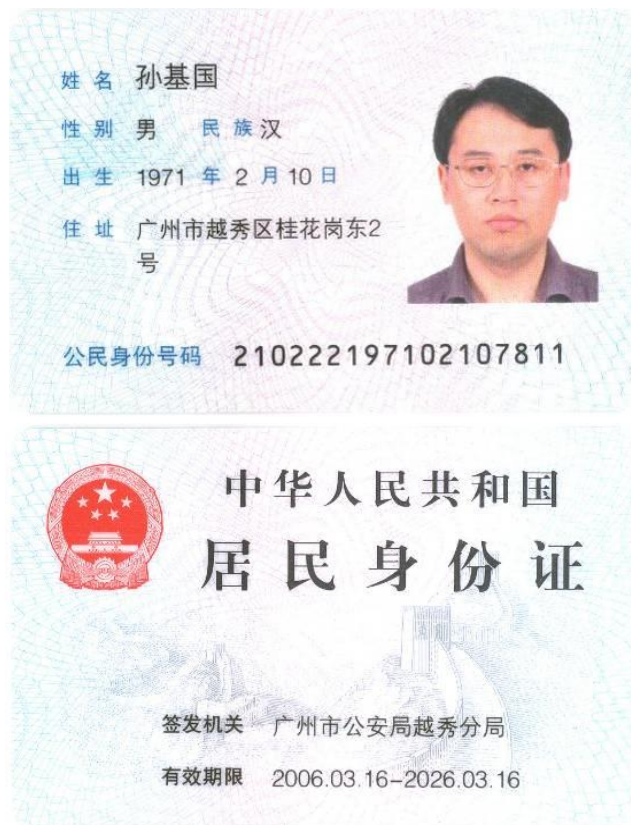 姓名 孙基国
性别 男 民族 汉
出生 1971 年 2 月 10 日
住址 广州市越秀区桂花岗东2
号
公民身份号码 210222197102107811
中华人民共和国
居民身份证
签发机关 广州市公安局越秀分局
有效期限 2006.03.16-2026.03.16